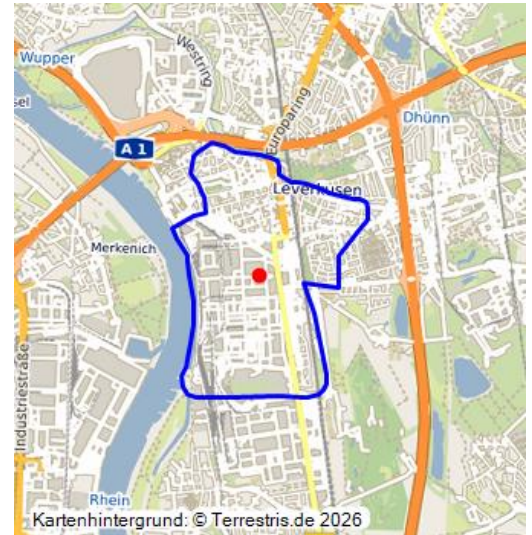 Wupper
Westring
Europaring
Dhünn
sel
A 1
Leverkusen
Merkenich
Industriestraße
Rhein
Kartenhintergrund: © Terrestris.de 2026